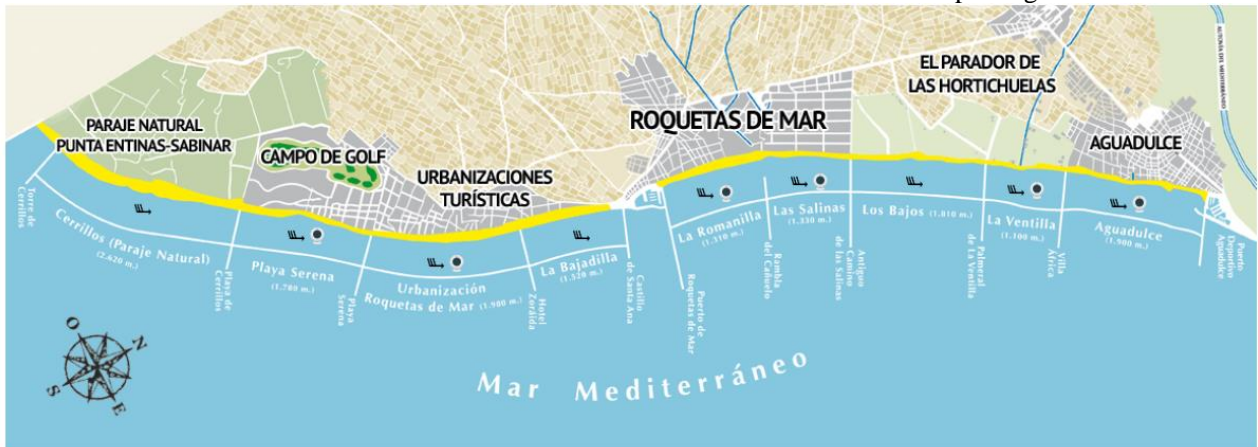 PARAJE NATURAL
PUNTA ENTINAS-SABINAR
CAMPO DE GOLF
URBANIZACIONES
TURÍSTICAS
ROQUETAS DE MAR
EL PARADOR DE
LAS HORTICHUELAS
AGUADULCE
AUTOVÍA DEL MEDITERRÁNEO
Torre de
Cerrillos
Cerrillos (Paraje Natural)
(2.620 m.)
Playa de
Cerrillos
Playa Serena
(1.780 m.)
Playa
Serena
Urbanización
Roquetas de Mar (1.900 m.)
Hotel
Zoraida
La Bajadilla
(1.520 m.)
Castillo
de Santa Ana
Puerto de
Roquetas de Mar
La Romanilla
(1.310 m.)
Rambla
del Cañuelo
Las Salinas
(1.330 m.)
Antiguo
Camino
de las Salinas
Los Bajos (1.810 m.)
Palmeral
de La Ventilla
La Ventilla
(1.100 m.)
Villa
África
Aguadulce
(1.900 m.)
Puerto
Deportivo
Aguadulce
Mar Mediterráneo
O
N
S
E